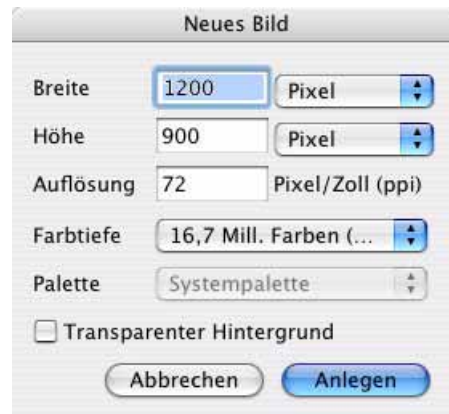 Neues Bild
Breite 1200 Pixel
Höhe 900 Pixel
Auflösung 72 Pixel/Zoll (ppi)
Farbtiefe 16,7 Mill. Farben (...
Palette Systempalette
Transparenter Hintergrund
Abbrechen Anlegen